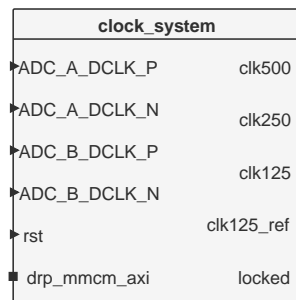 clock_system
ADC_A_DCLK_P clk500
ADC_A_DCLK_N clk250
ADC_B_DCLK_P
clk125
ADC_B_DCLK_N
clk125_ref
rst
drp_mmcm_axi locked